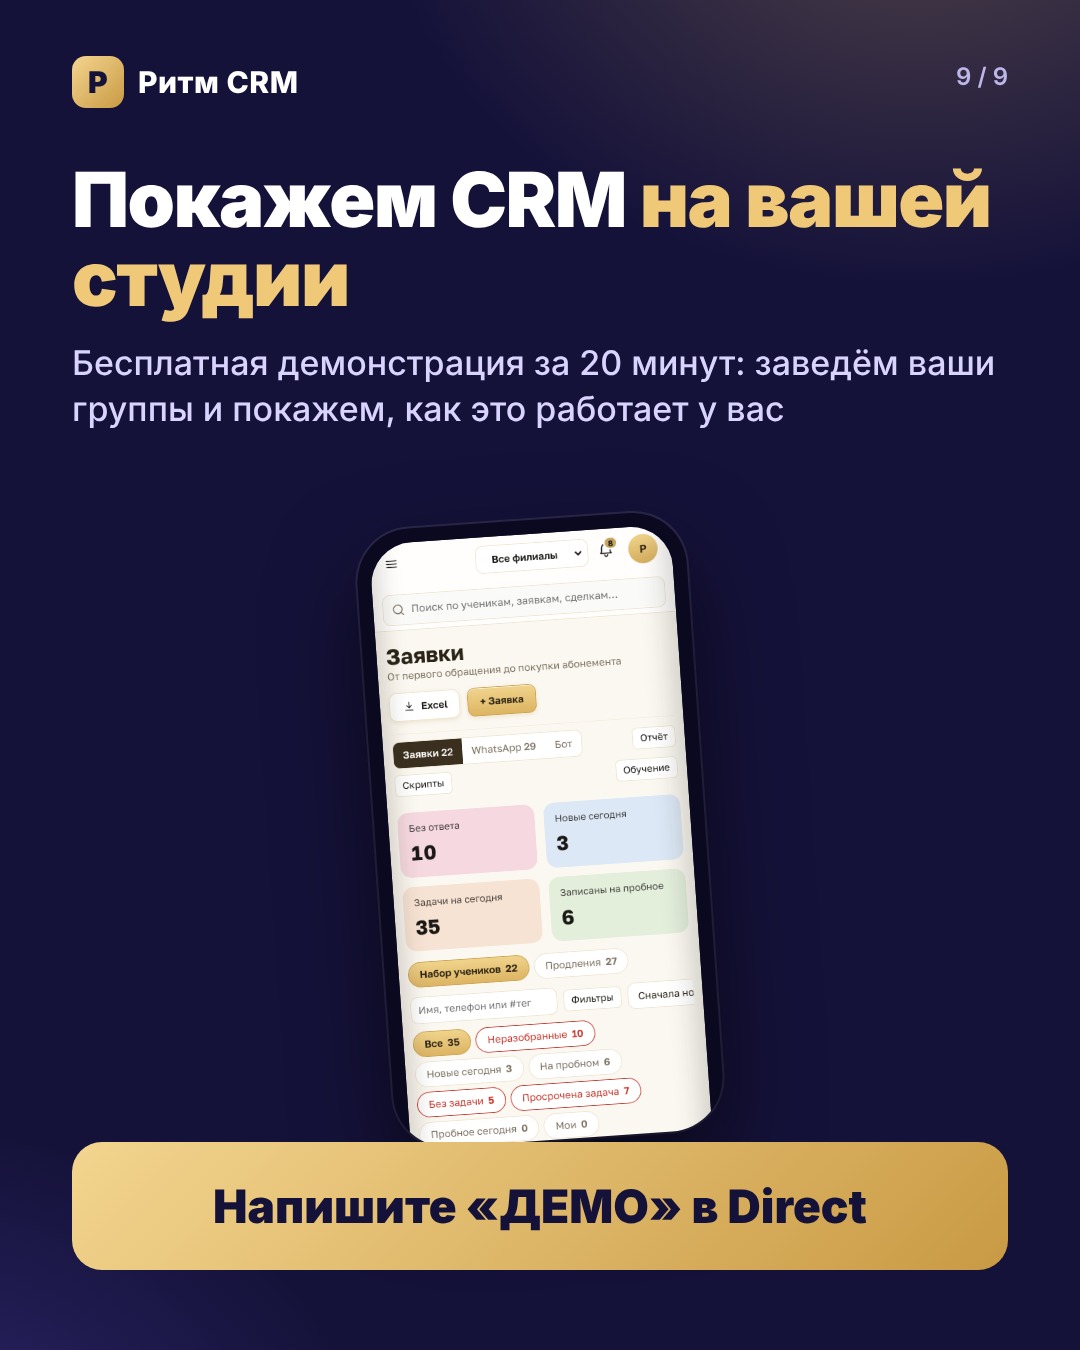 P Ритм CRM
9 / 9
Покажем CRM на вашей
студии
Бесплатная демонстрация за 20 минут: заведём ваши
группы и покажем, как это работает у вас
Все филиалы
8
P
Поиск по ученикам, заявкам, сделкам...
Заявки
От первого обращения до покупки абонемента
Excel
+ Заявка
Заявки 22 WhatsApp 29 Бот
Отчёт
Скрипты
Обучение
Без ответа
10
Новые сегодня
3
Задачи на сегодня
35
Записаны на пробное
6
Набор учеников 22
Продления 27
Имя, телефон или #тег
Фильтры
Сначала но
Все 35
Неразобранные 10
Новые сегодня 3
На пробном 6
Без задачи 5
Просрочена задача 7
Пробное сегодня 0
Мои 0
Напишите «ДЕМО» в Direct